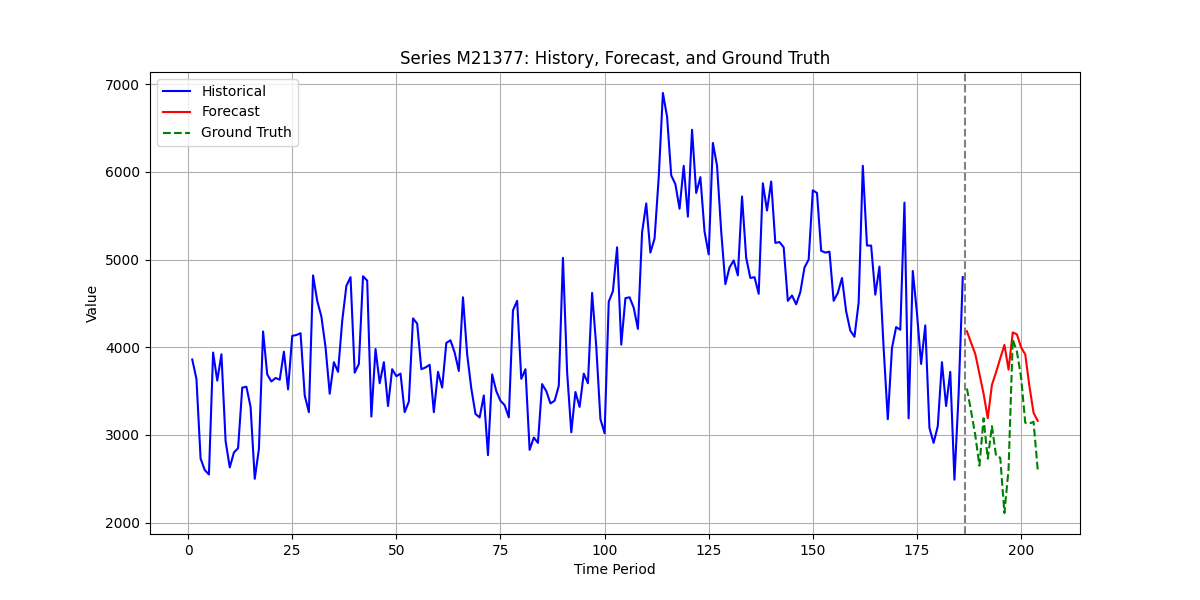 Series M21377: History, Forecast, and Ground Truth
Historical
Forecast
Ground Truth
7000
6000
5000
4000
3000
2000
Value
0 25 50 75 100 125 150 175 200
Time Period